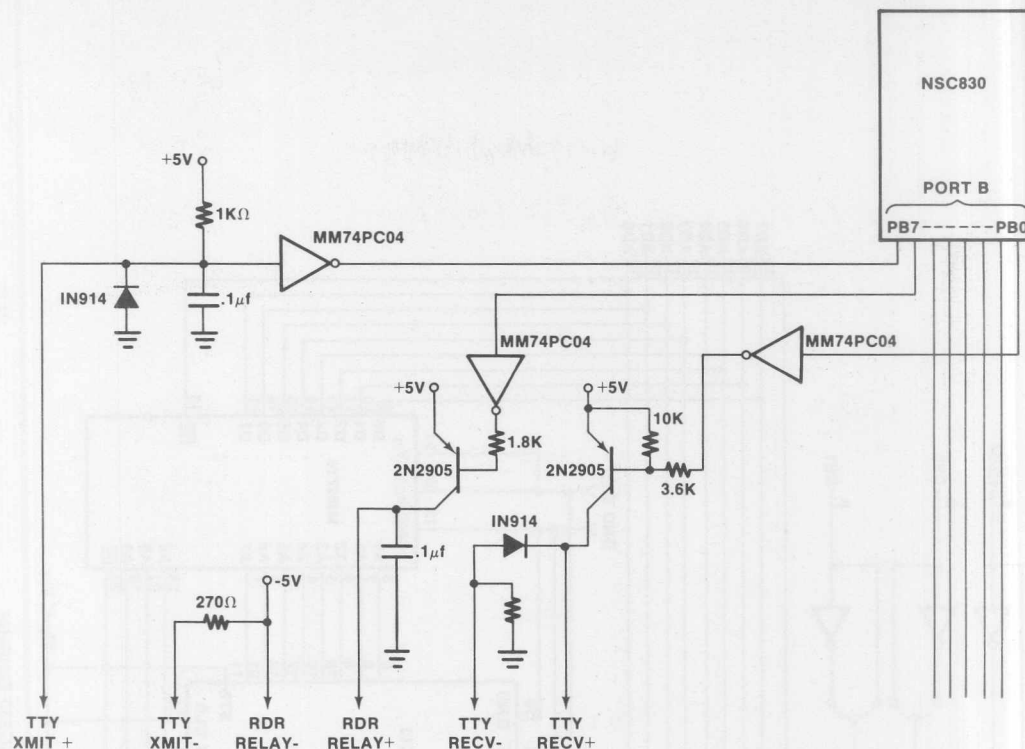 NSC830
PORT B
PB7------PB0
+5V
1KΩ
MM74PC04
IN914
.1μf
MM74PC04
MM74PC04
+5V
+5V
1.8K
10K
2N2905
2N2905
3.6K
IN914
.1μf
-5V
270Ω
TTY
XMIT +
TTY
XMIT-
RDR
RELAY-
RDR
RELAY+
TTY
RECV-
TTY
RECV+